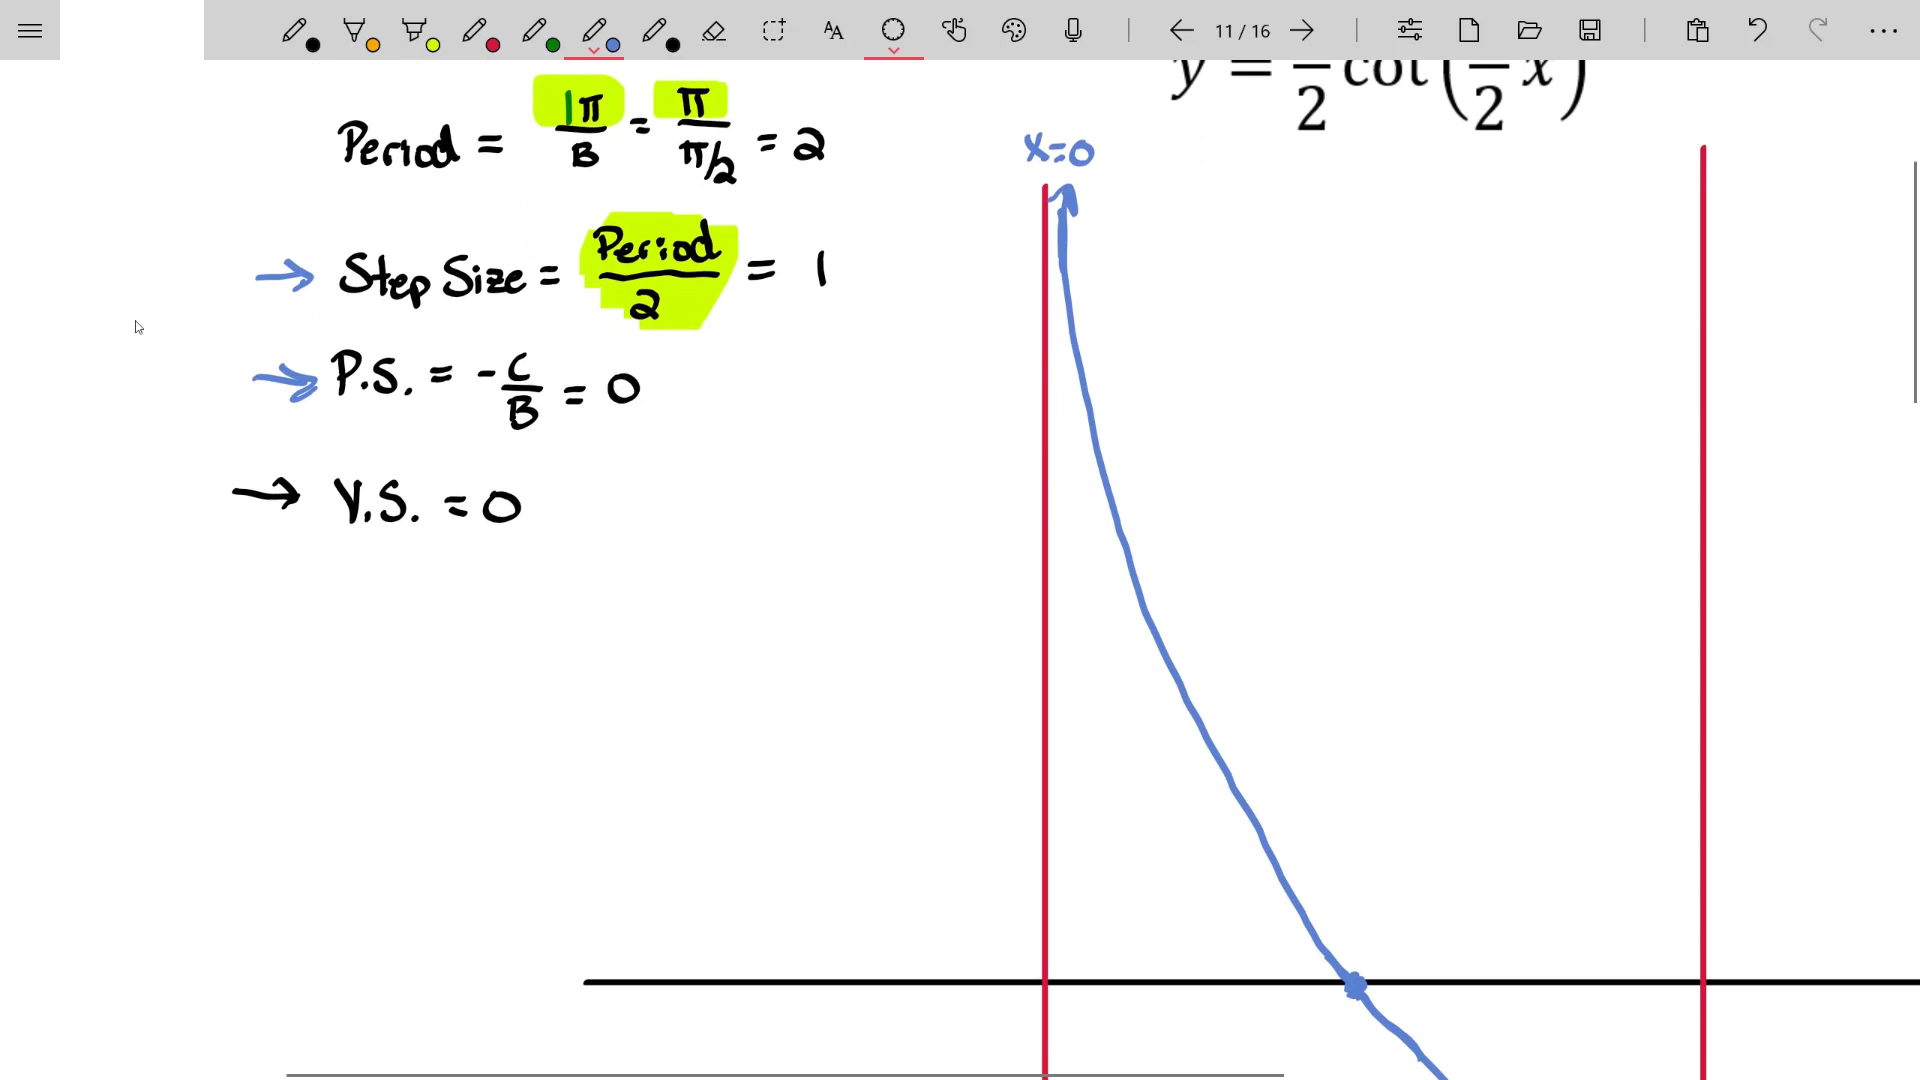 11 / 16
y = _/2 cot(_/2 x)
Period = 1π/B = π/π/2 = 2
x=0
Step Size = Period/2 = 1
P.S. = -C/B = 0
V.S. = 0